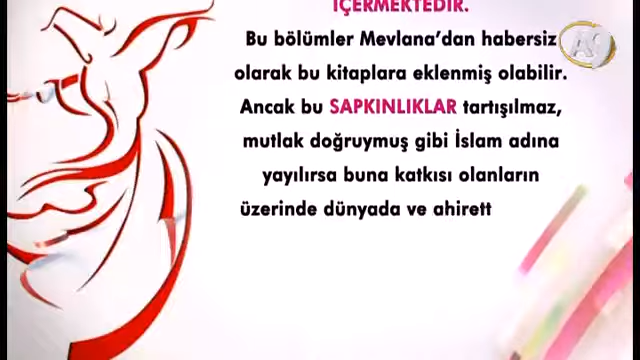 İÇERMEKTEDİR.
Bu bölümler Mevlana’dan habersiz
olarak bu kitaplara eklenmiş olabilir.
Ancak bu SAPKINLIKLAR tartışılmaz,
mutlak doğruymuş gibi İslam adına
yayılırsa buna katkısı olanların
üzerinde dünyada ve ahirett
A9